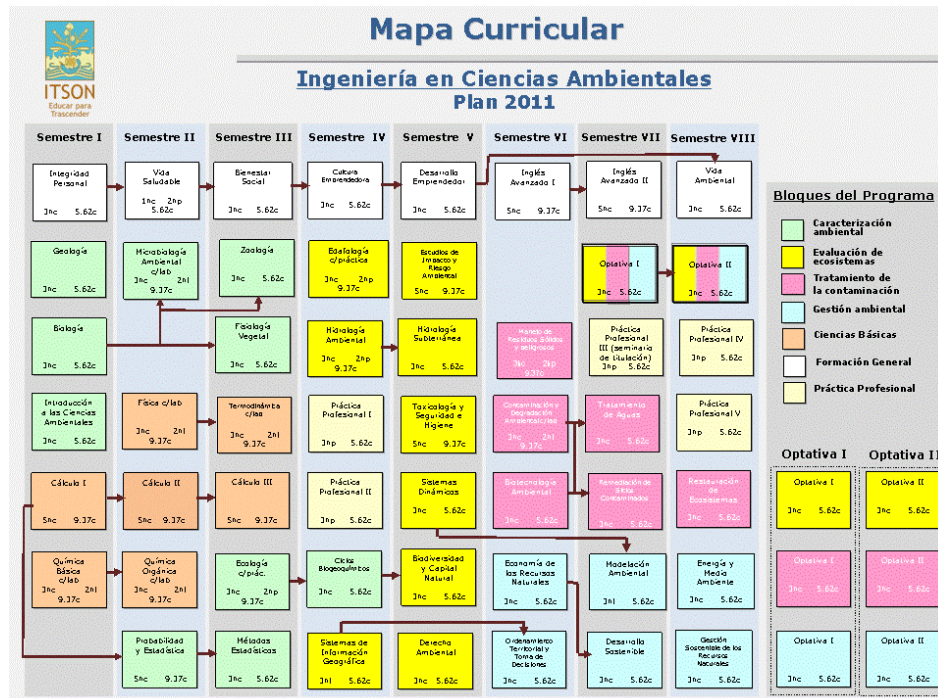 Mapa Curricular
ITSON
Educar para
Trascender
Ingeniería en Ciencias Ambientales
Plan 2011
Semestre I
Semestre II
Semestre III
Semestre IV
Semestre V
Semestre VI
Semestre VII
Semestre VIII
Integridad
Personal
3hc 5.62c
Vida
Saludable
1hc 2hp
5.62c
Bienestar
Social
3hc 5.62c
Cultura
Emprendedora
3hc 5.62c
Desarrollo
Emprendedor
3hc 5.62c
Inglés
Avanzado I
5hc 9.37c
Inglés
Avanzado II
5hc 9.37c
Vida
Ambiental
3hc 5.62c
Geología
3hc 5.62c
Microbiología
Ambiental
c/lab
3hc 2hl
9.37c
Zoología
3hc 5.62c
Edafología
c/práctica
3hc 2hp
9.37c
Estudios de
Impacto y
Riesgo
Ambiental
5hc 9.37c
Optativa I
3hc 5.62c
Optativa II
3hc 5.62c
Biología
3hc 5.62c
Fisiología
Vegetal
3hc 5.62c
Hidrología
Ambiental
3hc 2hp
9.37c
Hidrología
Subterránea
3hc 5.62c
Manejo de
Residuos Sólidos
y peligrosos
3hc 2hp
9.37c
Práctica
Profesional
III (seminario
de titulación)
3hp 5.62c
Práctica
Profesional IV
3hp 5.62c
Introducción
a las Ciencias
Ambientales
3hc 5.62c
Física c/lab
3hc 2hl
9.37c
Termodinámica
c/lab
3hc 2hl
9.37c
Práctica
Profesional I
3hp 5.62c
Toxicología y
Seguridad e
Higiene
5hc 9.37c
Contaminación y
Degradación
Ambiental c/lab
3hc 2hl
9.37c
Tratamiento
de Aguas
3hc 5.62c
Práctica
Profesional V
3hp 5.62c
Cálculo I
5hc 9.37c
Cálculo II
5hc 9.37c
Cálculo III
5hc 9.37c
Práctica
Profesional II
3hp 5.62c
Sistemas
Dinámicos
3hc 5.62c
Biotecnología
Ambiental
3hc 5.62c
Remediación de
Sitios
Contaminados
3hc 5.62c
Restauración
de
Ecosistemas
3hc 5.62c
Química
Básica
c/lab
3hc 2hl
9.37c
Química
Orgánica
c/lab
3hc 2hl
9.37c
Ecología
c/prác.
3hc 2hp
9.37c
Ciclos
Biogeoquímicos
3hc 5.62c
Biodiversidad
y Capital
Natural
3hc 5.62c
Economía de
los Recursos
Naturales
3hc 5.62c
Modelación
Ambiental
3hl 5.62c
Energía y
Medio
Ambiente
3hc 5.62c
Probabilidad
y Estadística
5hc 9.37c
Métodos
Estadísticos
3hc 5.62c
Sistemas de
Información
Geográfica
3hl 5.62c
Derecho
Ambiental
3hc 5.62c
Ordenamiento
Territorial y
Toma de
Decisiones
3hc 5.62c
Desarrollo
Sostenible
3hc 5.62c
Gestión
Sostenible de los
Recursos
Naturales
3hc 5.62c
Bloques del Programa
Caracterización
ambiental
Evaluación de
ecosistemas
Tratamiento de
la contaminación
Gestión ambiental
Ciencias Básicas
Formación General
Práctica Profesional
Optativa I
Optativa II
Optativa I
3hc 5.62c
Optativa II
3hc 5.62c
Optativa I
3hc 5.62c
Optativa II
3hc 5.62c
Optativa I
3hc 5.62c
Optativa II
3hc 5.62c